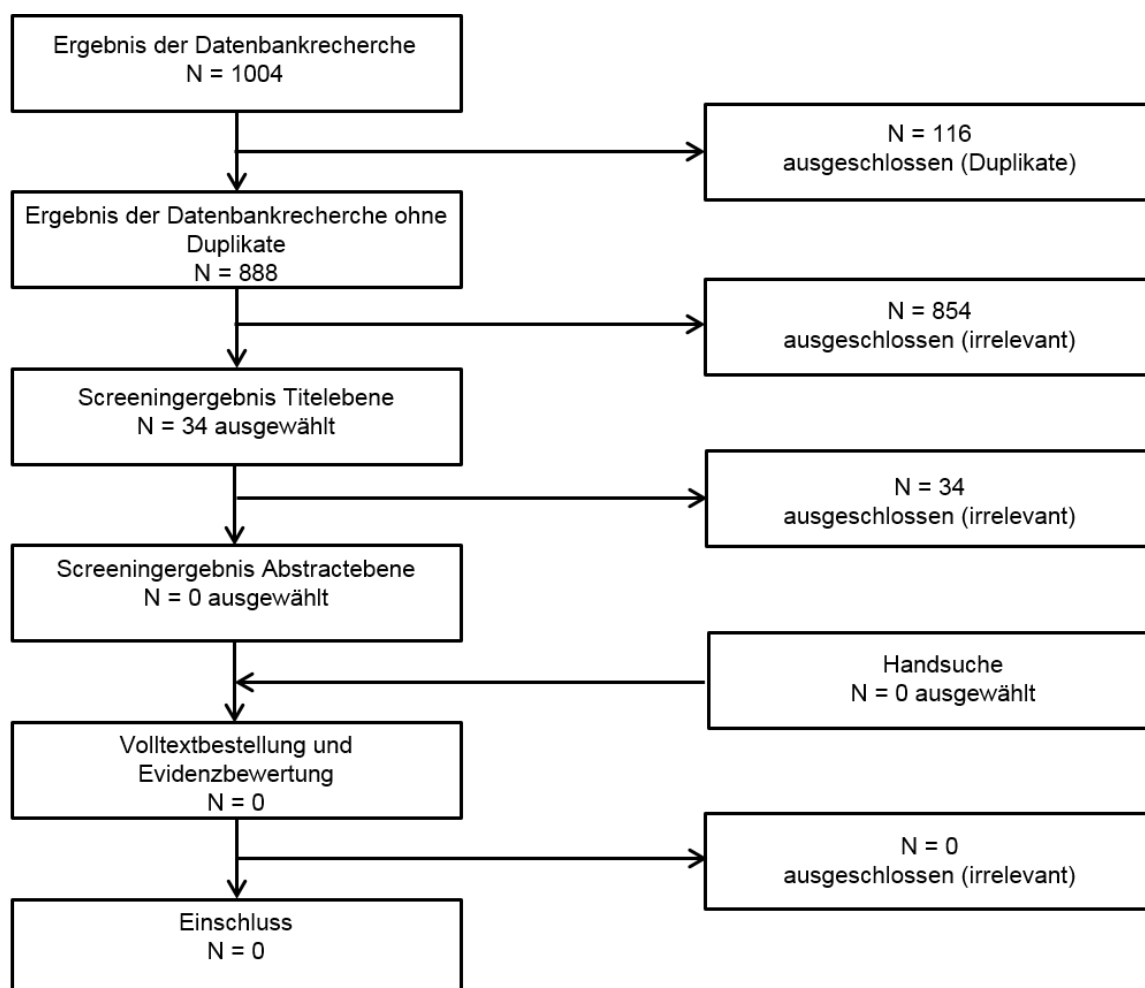 Ergebnis der Datenbankrecherche
N = 1004
N = 116
ausgeschlossen (Duplikate)
Ergebnis der Datenbankrecherche ohne
Duplikate
N = 888
N = 854
ausgeschlossen (irrelevant)
Screeningergebnis Titelebene
N = 34 ausgewählt
N = 34
ausgeschlossen (irrelevant)
Screeningergebnis Abstractebene
N = 0 ausgewählt
Handsuche
N = 0 ausgewählt
Volltextbestellung und
Evidenzbewertung
N = 0
N = 0
ausgeschlossen (irrelevant)
Einschluss
N = 0